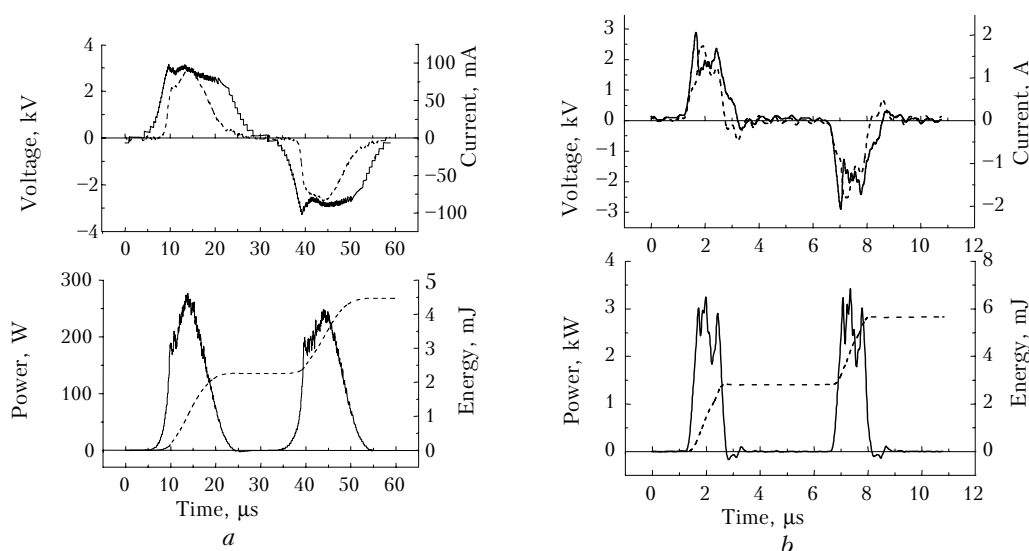 4
2
0
−2
−4
Voltage, kV
100
50
0
−50
−100
Current, mA
0 10 20 30 40 50 60
300
200
100
0
Power, W
5
4
3
2
1
0
Energy, mJ
0 10 20 30 40 50 60
Time, μs
a
3
2
1
0
−1
−2
−3
Voltage, kV
2
1
0
−1
−2
Current, A
0 2 4 6 8 10 12
4
3
2
1
0
Power, kW
8
6
4
2
0
Energy, mJ
0 2 4 6 8 10 12
Time, μs
b